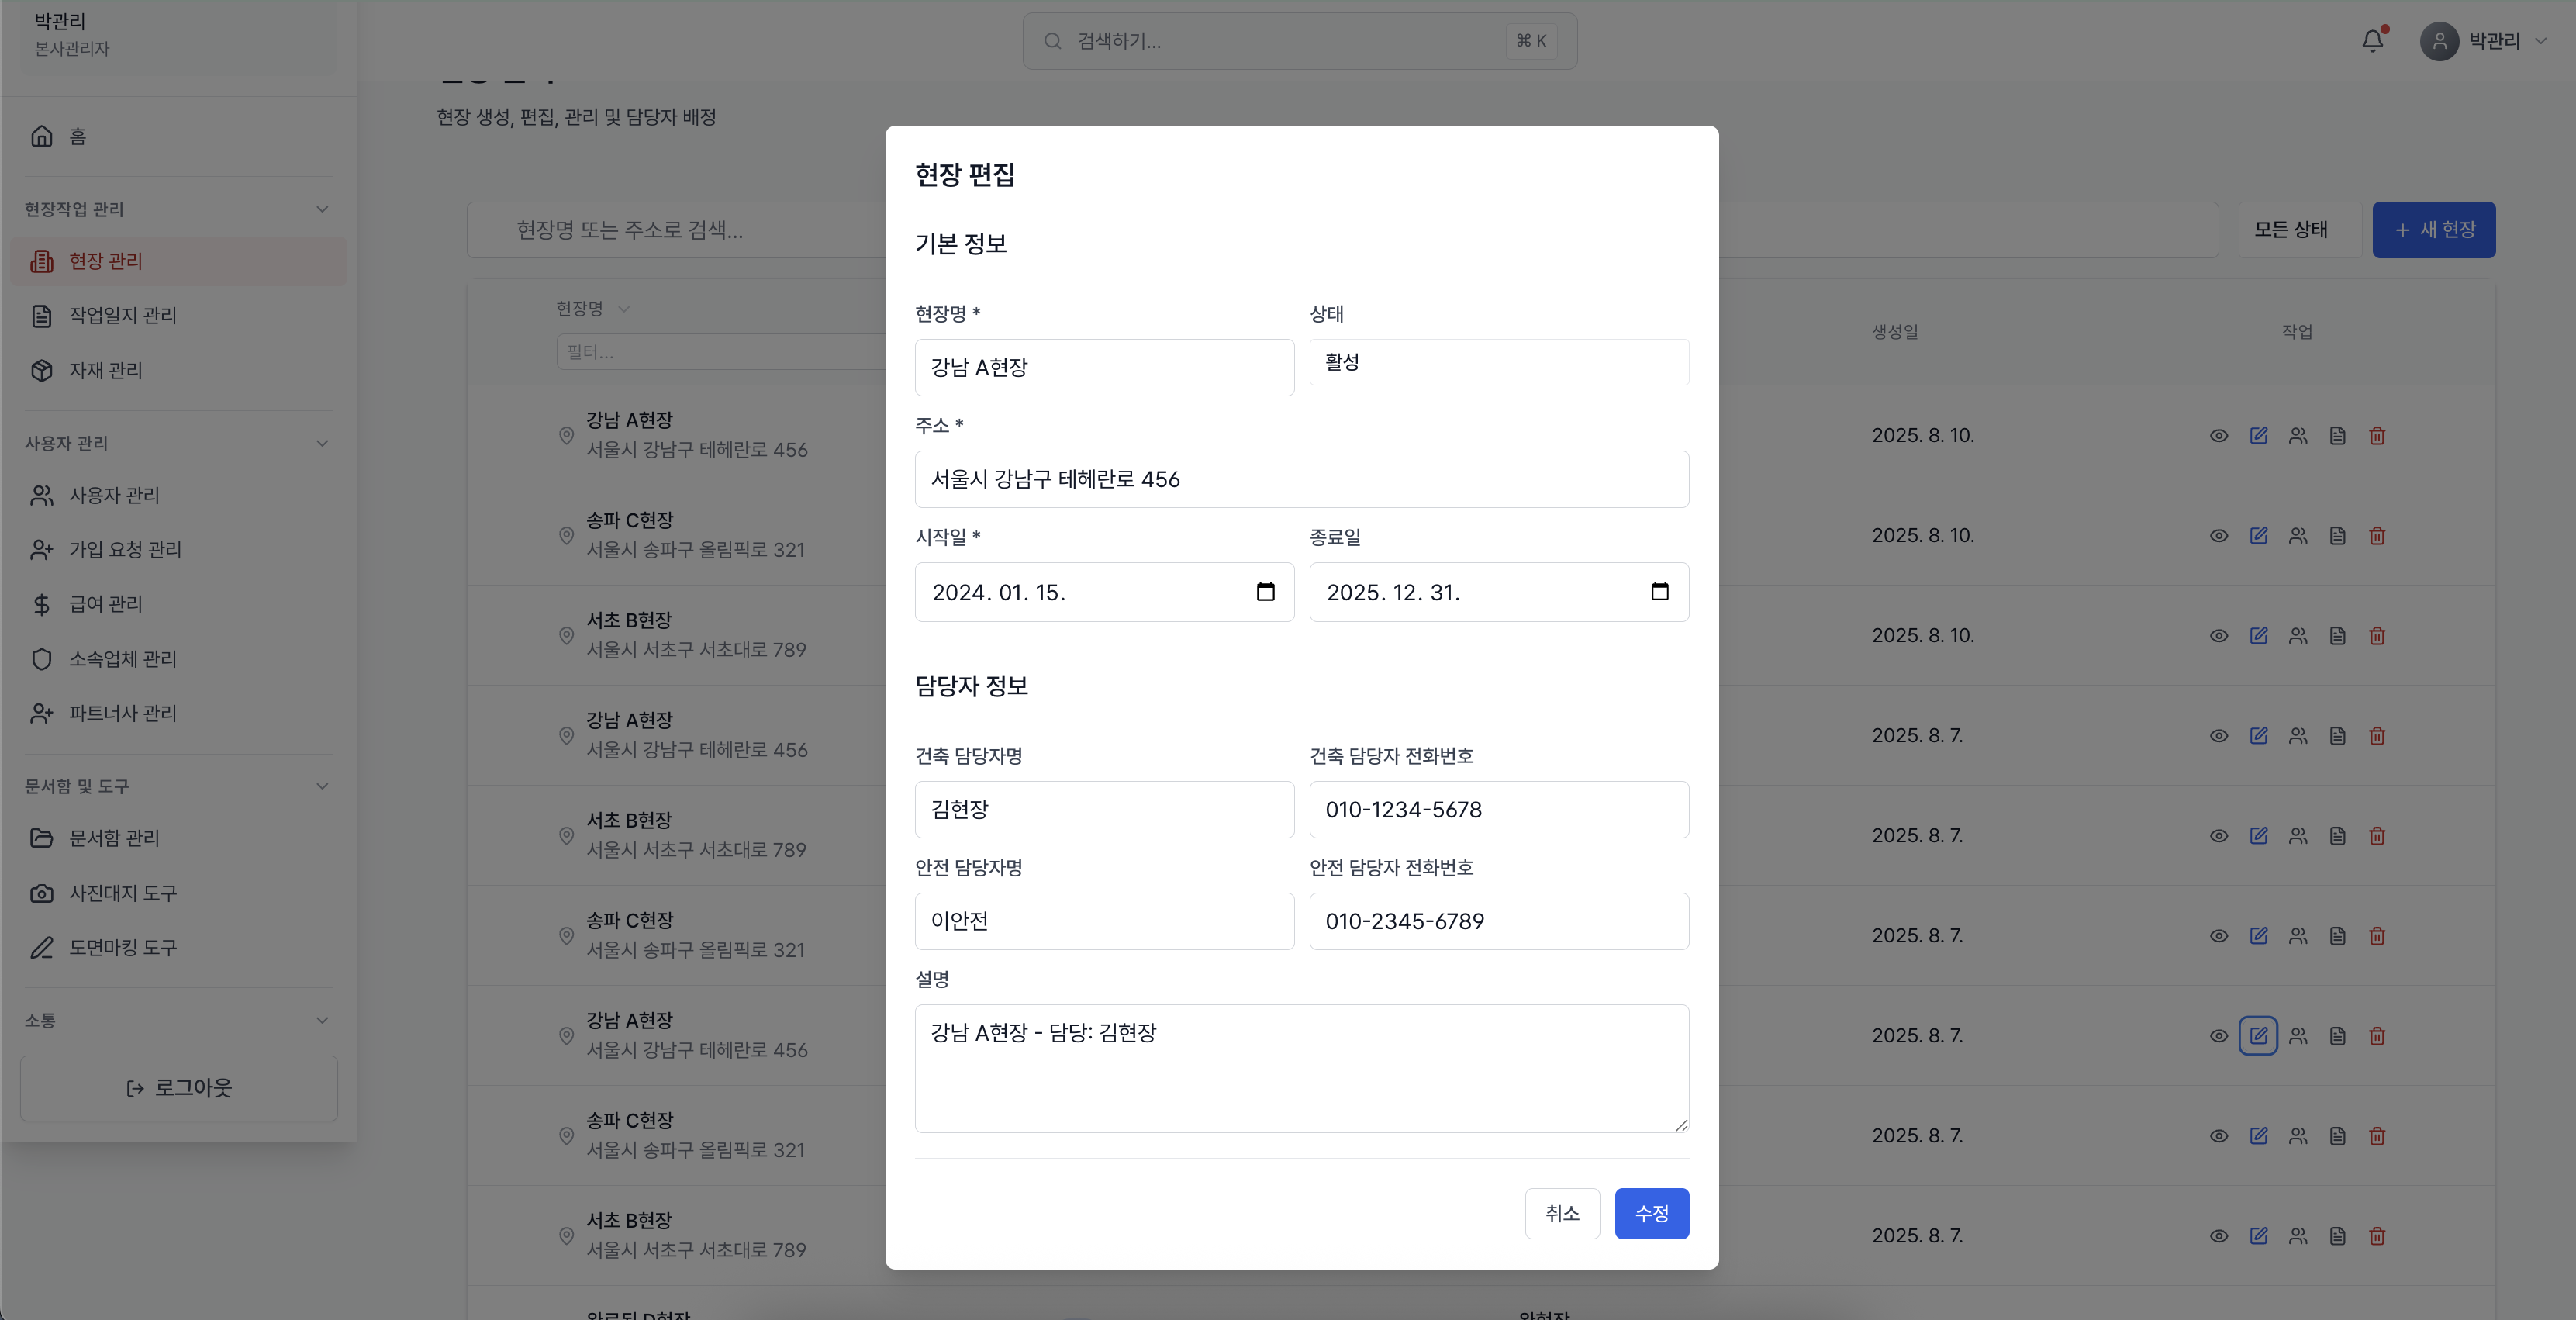 박관리
본사관리자
홈
현장작업 관리
현장 관리
작업일지 관리
자재 관리
사용자 관리
사용자 관리
가입 요청 관리
급여 관리
소속업체 관리
파트너사 관리
문서함 및 도구
문서함 관리
사진대지 도구
도면마킹 도구
소통
로그아웃
검색하기...
⌘ K
박관리
현장 생성, 편집, 관리 및 담당자 배정
현장명 또는 주소로 검색...
모든 상태
+ 새 현장
현장명
필터...
생성일
작업
강남 A현장
서울시 강남구 테헤란로 456
2025. 8. 10.
송파 C현장
서울시 송파구 올림픽로 321
2025. 8. 10.
서초 B현장
서울시 서초구 서초대로 789
2025. 8. 10.
강남 A현장
서울시 강남구 테헤란로 456
2025. 8. 7.
서초 B현장
서울시 서초구 서초대로 789
2025. 8. 7.
송파 C현장
서울시 송파구 올림픽로 321
2025. 8. 7.
강남 A현장
서울시 강남구 테헤란로 456
2025. 8. 7.
송파 C현장
서울시 송파구 올림픽로 321
2025. 8. 7.
서초 B현장
서울시 서초구 서초대로 789
2025. 8. 7.
현장 편집
기본 정보
현장명 *
상태
강남 A현장
활성
주소 *
서울시 강남구 테헤란로 456
시작일 *
종료일
2024. 01. 15.
2025. 12. 31.
담당자 정보
건축 담당자명
건축 담당자 전화번호
김현장
010-1234-5678
안전 담당자명
안전 담당자 전화번호
이안전
010-2345-6789
설명
강남 A현장 - 담당: 김현장
취소
수정